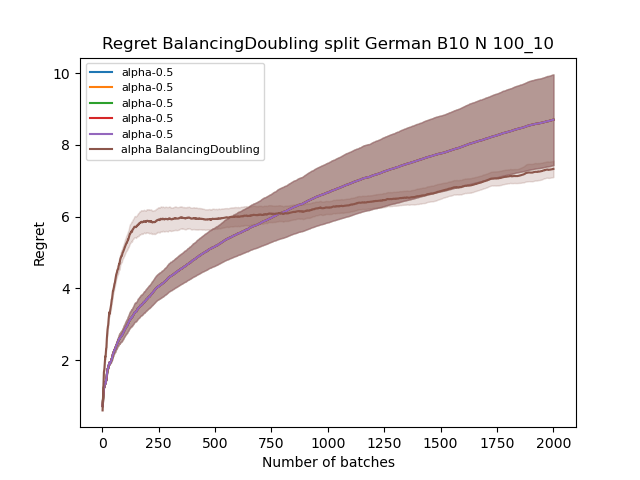 Regret BalancingDoubling split German B10 N 100_10
alpha-0.5
alpha-0.5
alpha-0.5
alpha-0.5
alpha-0.5
alpha BalancingDoubling
10
8
6
4
2
Regret
0 250 500 750 1000 1250 1500 1750 2000
Number of batches